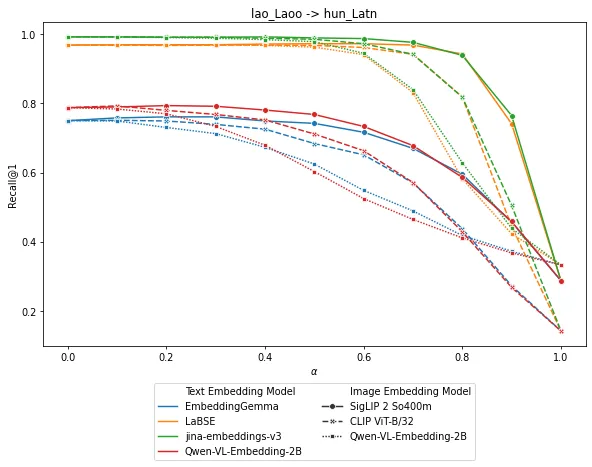 lao_Laoo -> hun_Latn
Recall@1
1.0
0.8
0.6
0.4
0.2
0.0 0.2 0.4 0.6 0.8 1.0
α
Text Embedding Model Image Embedding Model
EmbeddingGemma SigLIP 2 So400m
LaBSE CLIP ViT-B/32
jina-embeddings-v3 Qwen-VL-Embedding-2B
Qwen-VL-Embedding-2B